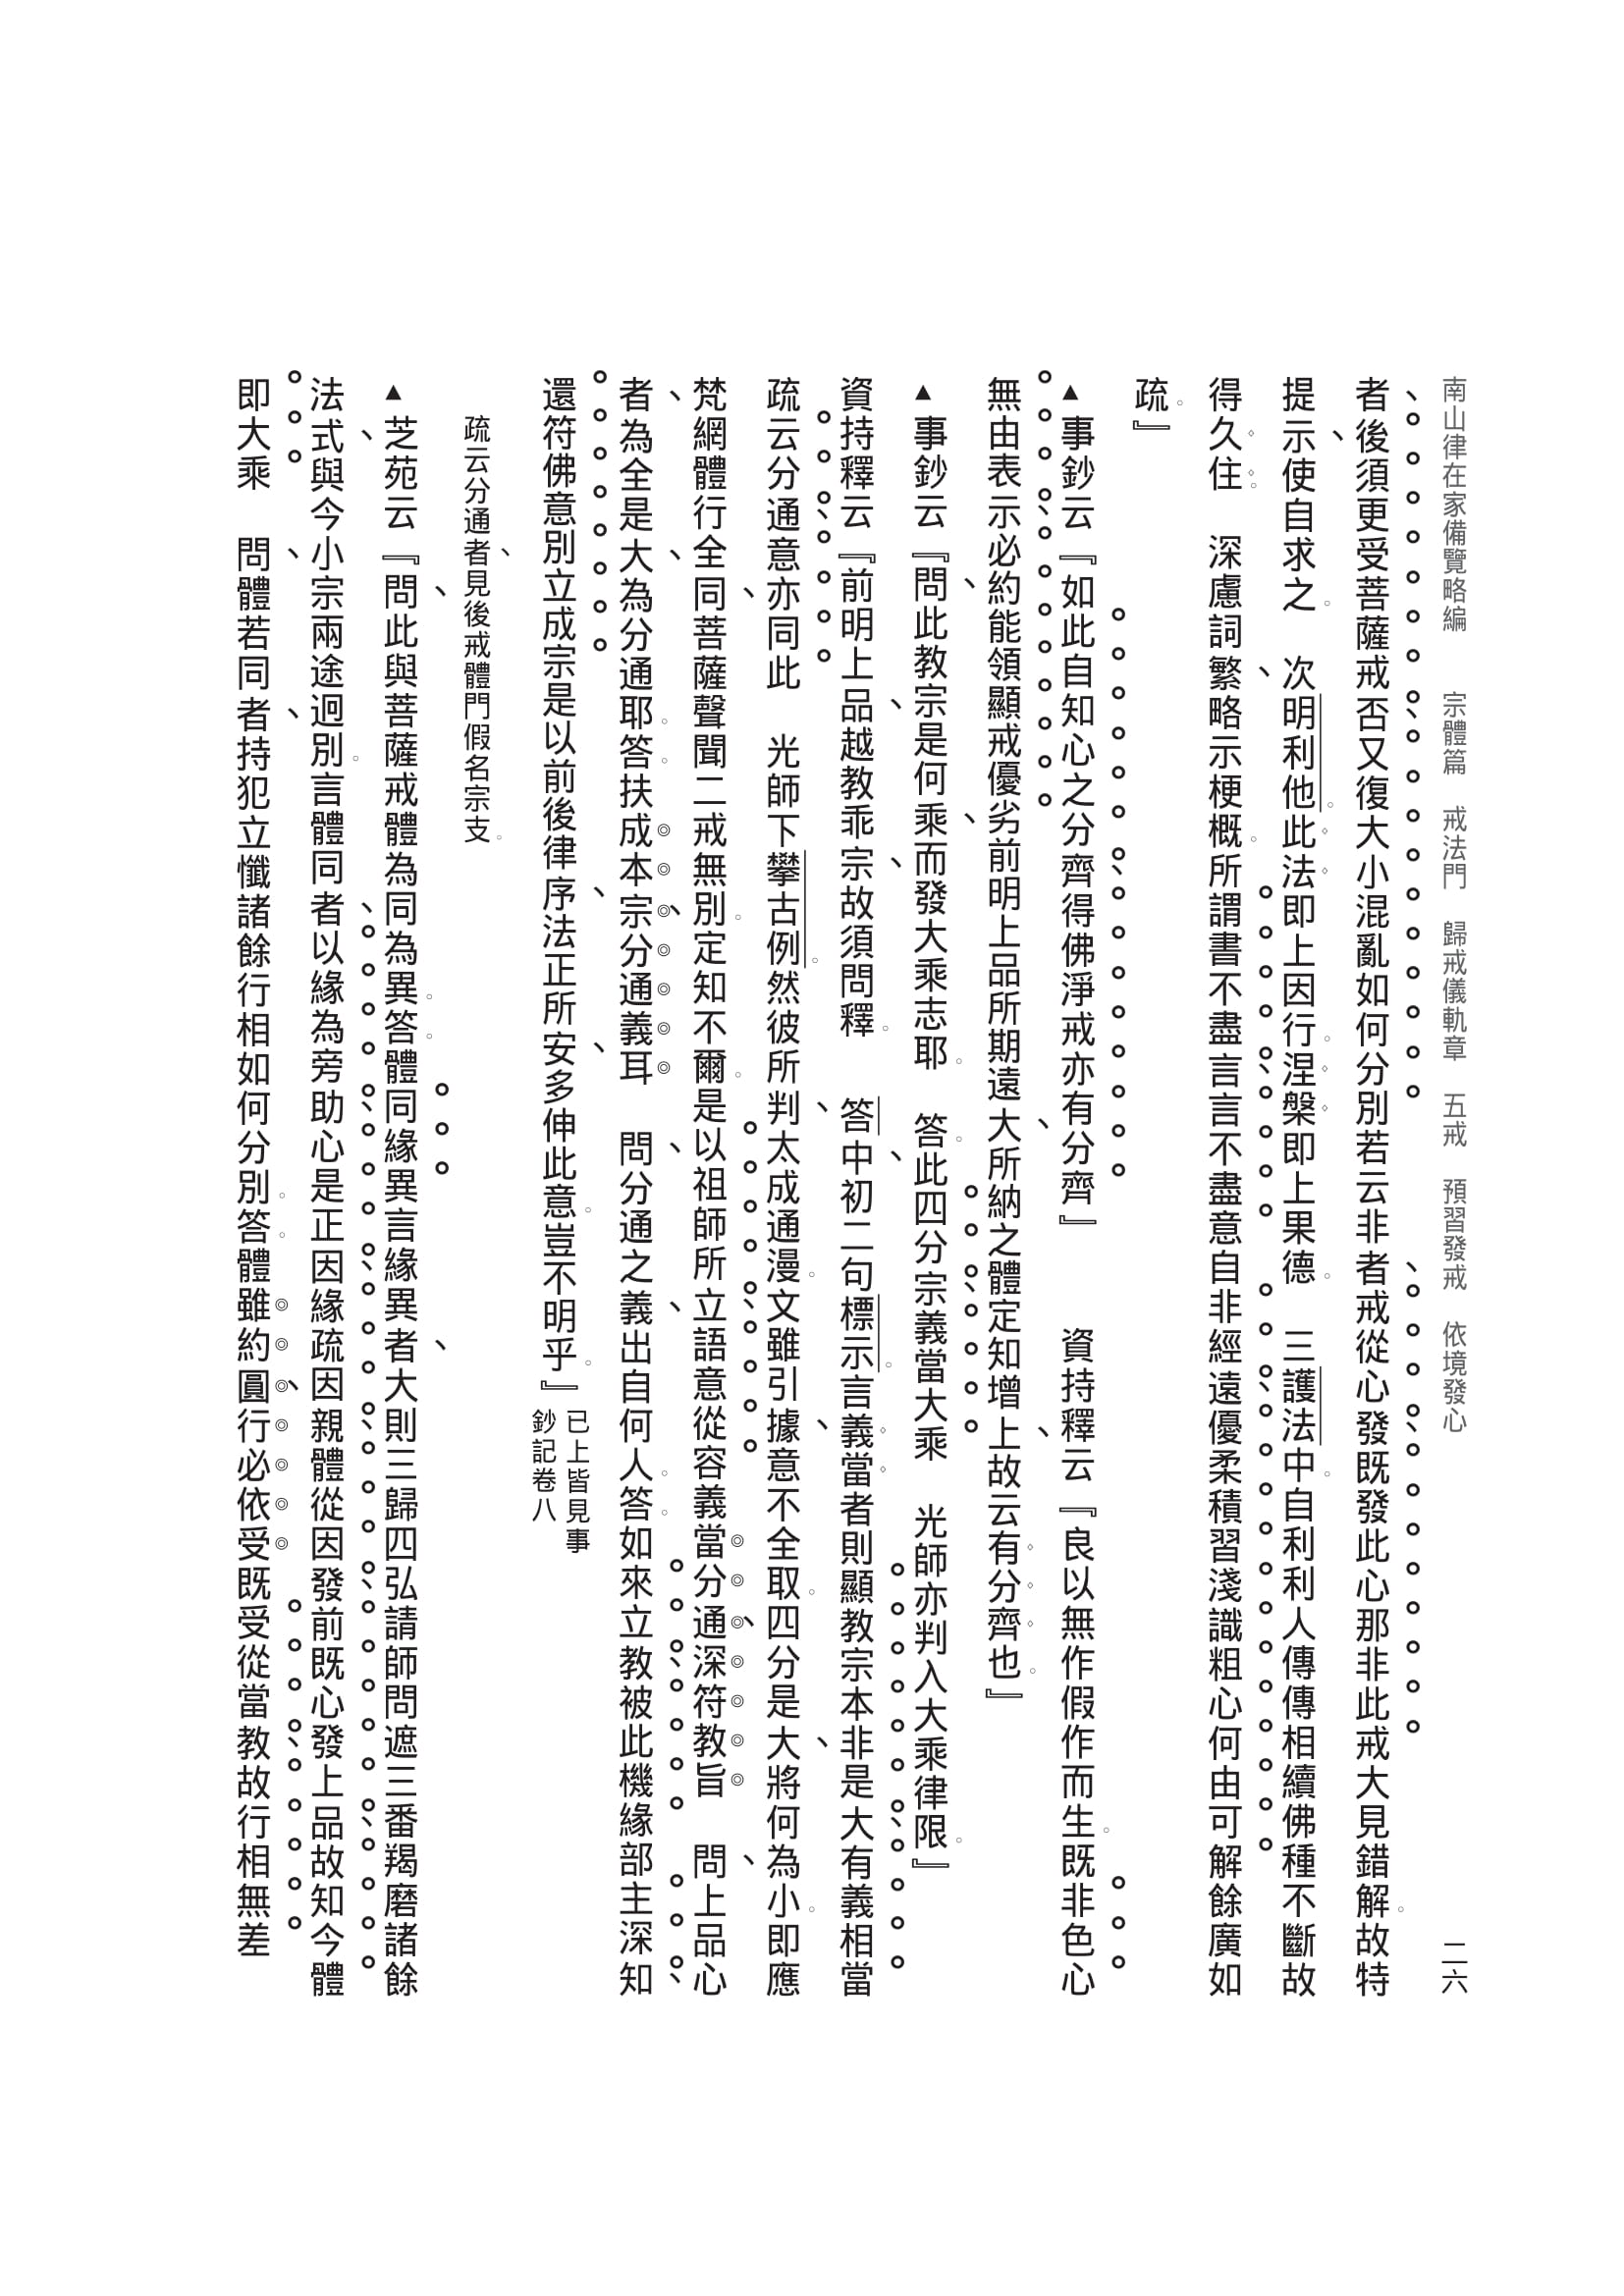 南山律在家備覽略編　宗體篇　戒法門　歸戒儀軌章　五戒　預習發戒　依境發心
二六
者後須更受菩薩戒否又復大小混亂如何分別若云非者戒從心發既發此心那非此戒大見錯解故特
提示使自求之　次明利他此法即上因行涅槃即上果德　三護法中自利利人傳傳相續佛種不斷故
得久住　深慮詞繁略示梗概所謂書不盡言言不盡意自非經遠優柔積習淺識粗心何由可解餘廣如
疏』
▲事鈔云『如此自知心之分齊得佛淨戒亦有分齊』　　資持釋云『良以無作假作而生既非色心
無由表示必約能領顯戒優劣前明上品所期遠大所納之體定知增上故云有分齊也』
▲事鈔云『問此教宗是何乘而發大乘志耶　答此四分宗義當大乘　光師亦判入大乘律限』
資持釋云『前明上品越教乖宗故須問釋　答中初二句標示言義當者則顯教宗本非是大有義相當
疏云分通意亦同此　光師下攀古例然彼所判太成通漫文雖引據意不全取四分是大將何為小即應
梵網體行全同菩薩聲聞二戒無別定知不爾是以祖師所立語意從容義當分通深符教旨　問上品心
者為全是大為分通耶答扶成本宗分通義耳　問分通之義出自何人答如來立教被此機緣部主深知
還符佛意別立成宗是以前後律序法正所安多伸此意豈不明乎』已上皆見事鈔記卷八
疏云分通者見後戒體門假名宗支
▲芝苑云『問此與菩薩戒體為同為異答體同緣異言緣異者大則三歸四弘請師問遮三番羯磨諸餘
法式與今小宗兩途迥別言體同者以緣為旁助心是正因緣疏因親體從因發前既心發上品故知今體
即大乘　問體若同者持犯立懺諸餘行相如何分別答體雖約圓行必依受既受從當教故行相無差